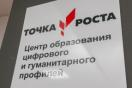 ТОЧКА РОСТА
Центр образования
цифрового
и гуманитарного
профилей